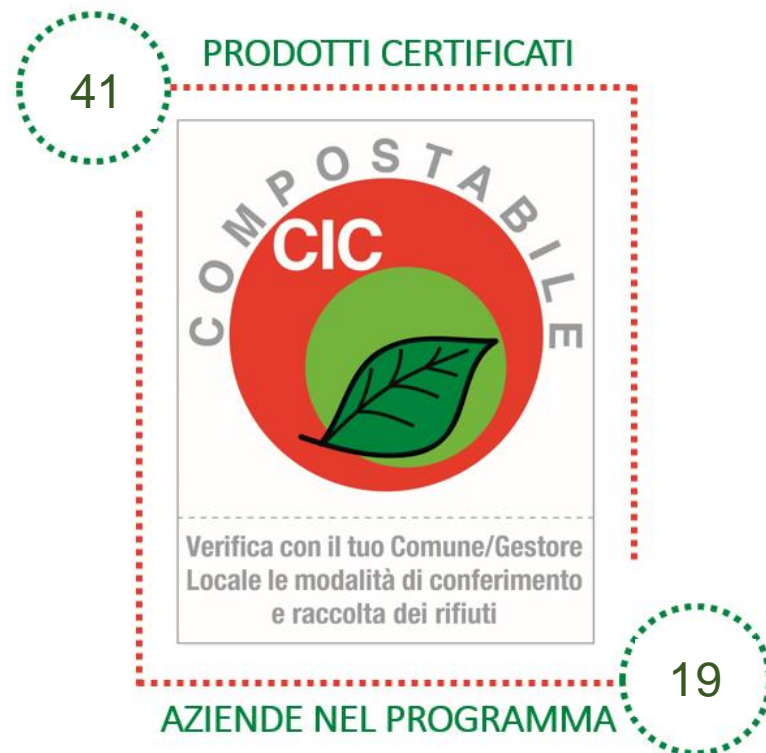 PRODOTTI CERTIFICATI
41
COMPOSTABILE
CIC
Verifica con il tuo Comune/Gestore
Locale le modalità di conferimento
e raccolta dei rifiuti
19
AZIENDE NEL PROGRAMMA